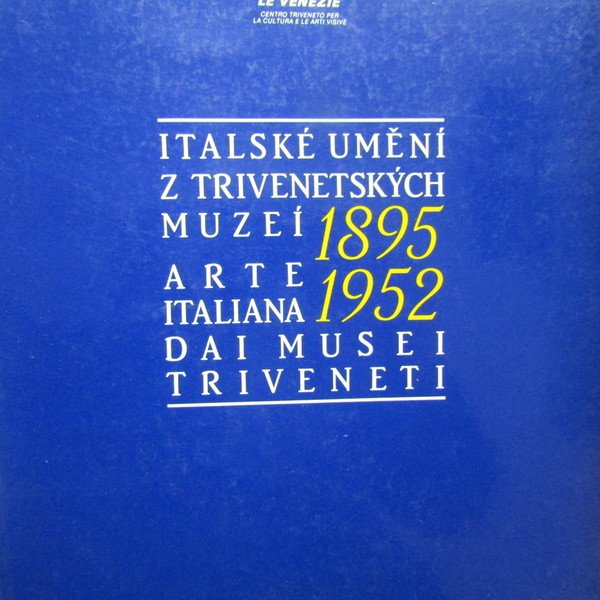 LE VENEZIE
CENTRO TRIVENETO PER
LA CULTURA E LE ARTI VISIVE
ITALSKÉ UMĚNÍ
Z TRIVENETSKÝCH
MUZEÍ 1895
ARTE
ITALIANA 1952
DAI MUSEI
TRIVENETI